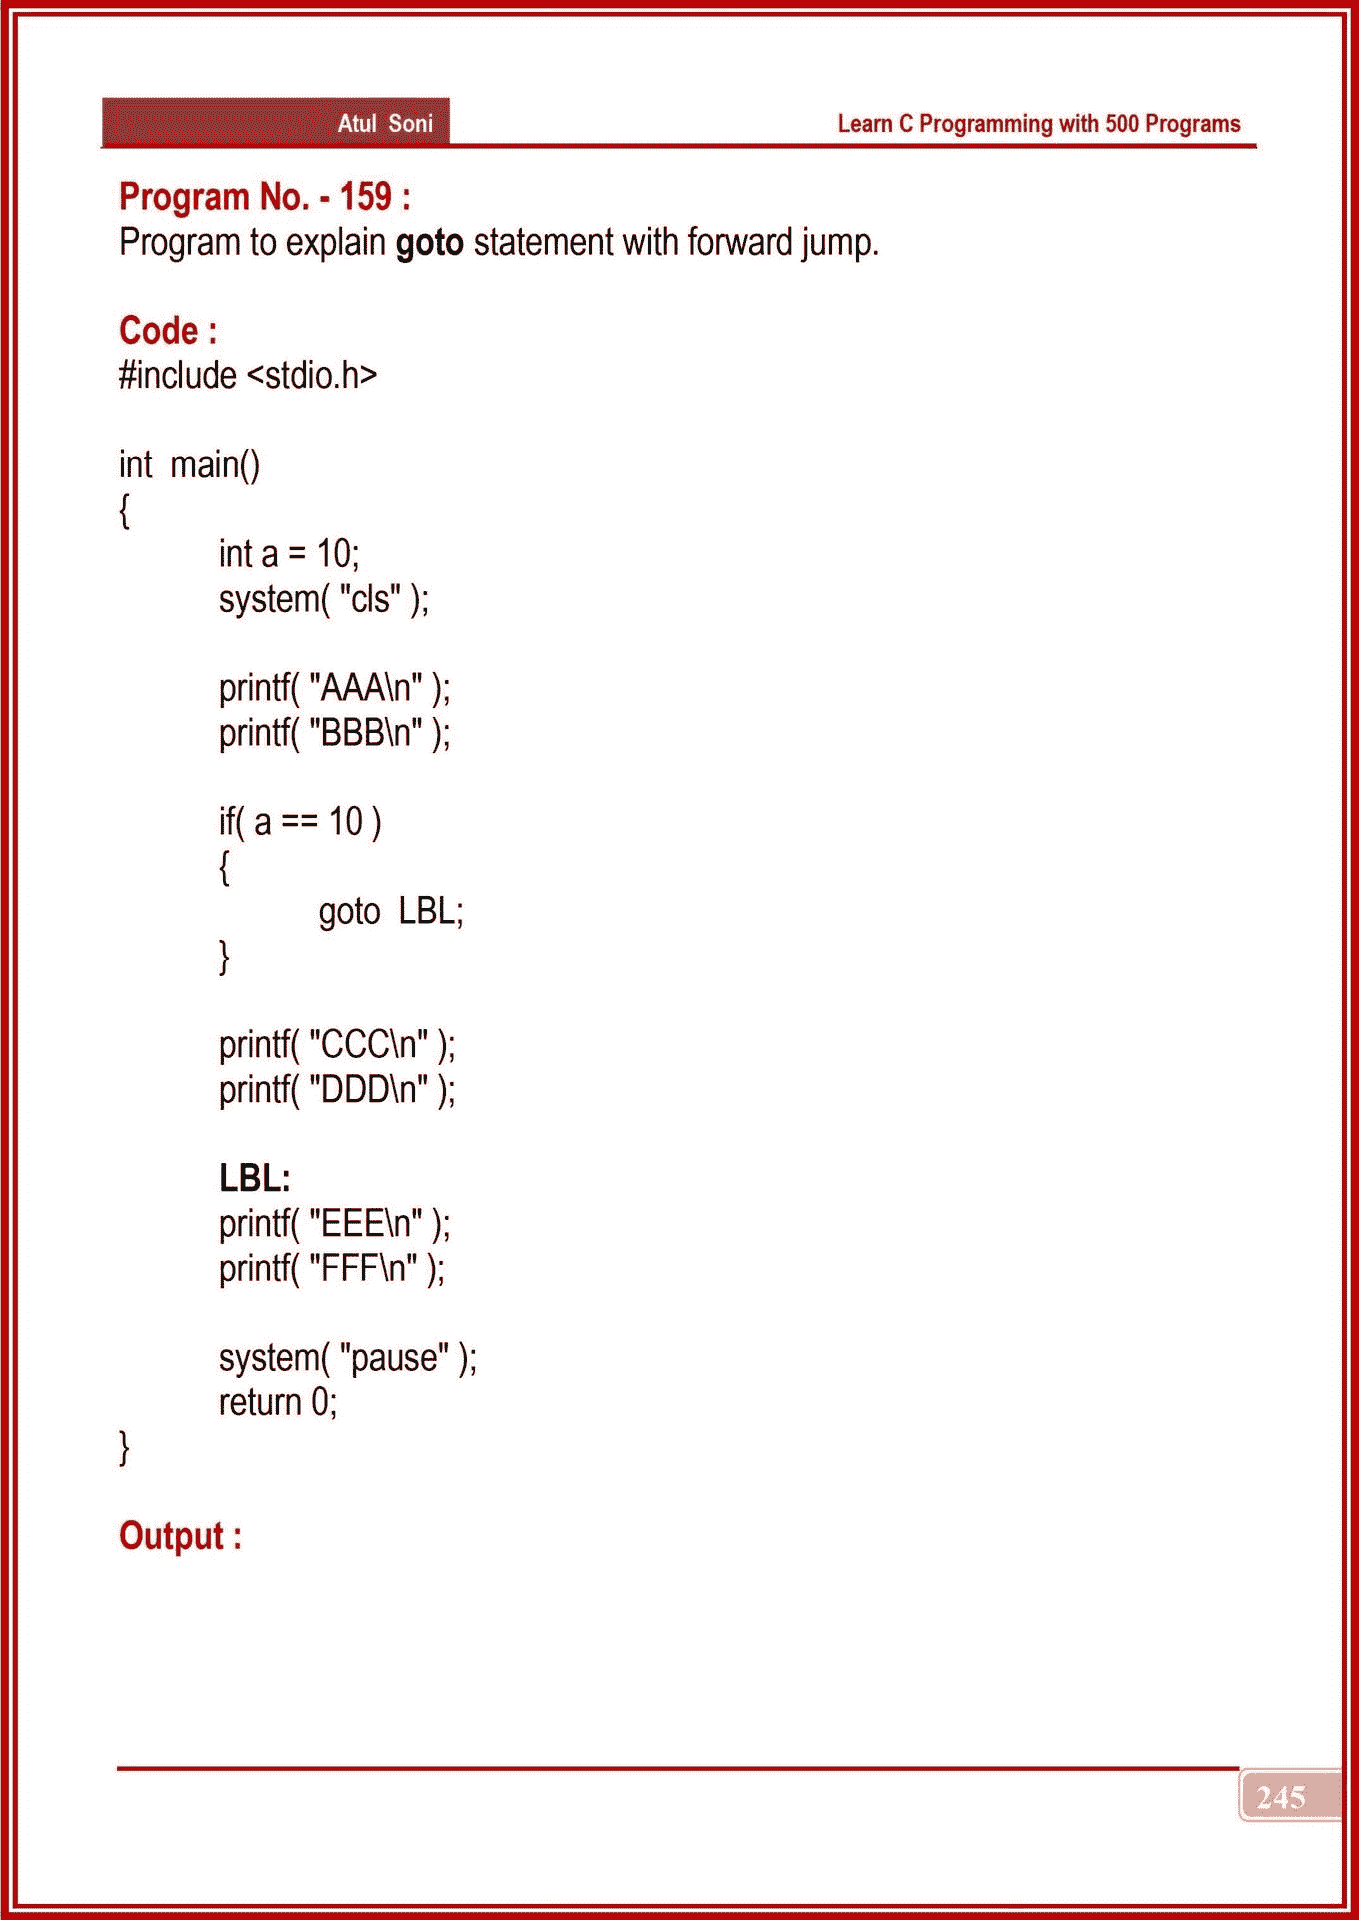 Atul Soni
Learn C Programming with 500 Programs
Program No. - 159 :
Program to explain goto statement with forward jump.
Code :
#include <stdio.h>
int main()
{
int a = 10;
system( "cls" );
printf( "AAA\n" );
printf( "BBB\n" );
if( a == 10 )
{
goto LBL;
}
printf( "CCC\n" );
printf( "DDD\n" );
LBL:
printf( "EEE\n" );
printf( "FFF\n" );
system( "pause" );
return 0;
}
Output :
245